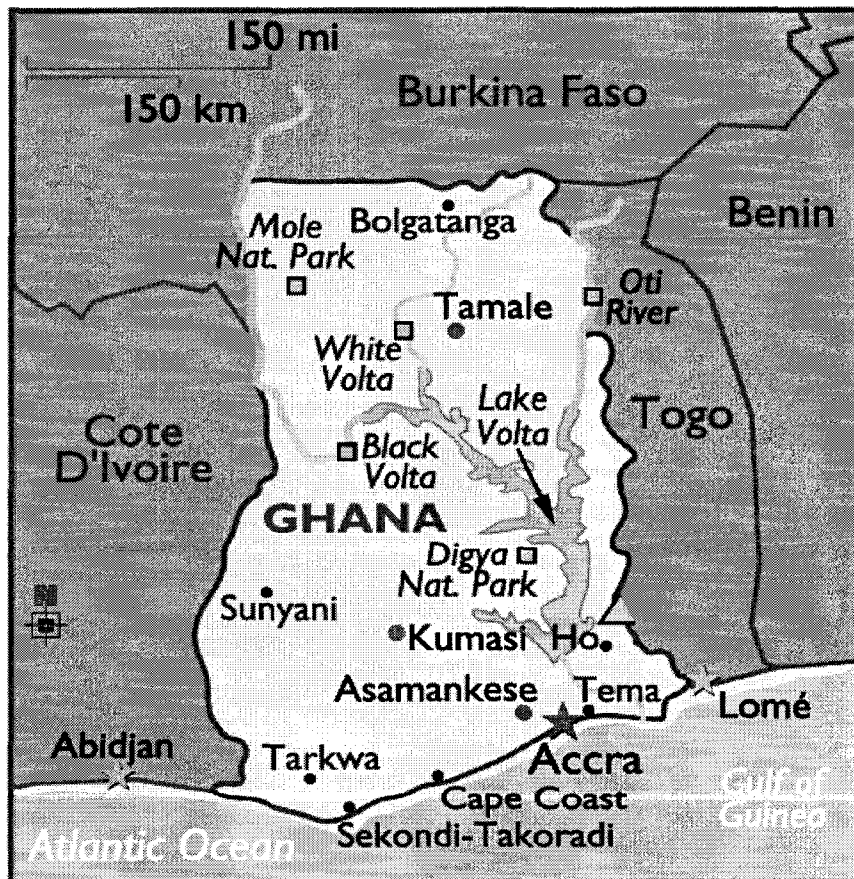 150 mi
150 km
Burkina Faso
Benin
Mole
Nat. Park
Bolgatanga
Oti
River
Tamale
White
Volta
Lake
Volta
Togo
Cote
D'Ivoire
Black
Volta
GHANA
Digya
Nat. Park
N
Sunyani
Kumasi
Ho
Asamankese
Tema
Lomé
Abidjan
Tarkwa
Accra
Cape Coast
Sekondi-Takoradi
Gulf of
Guinea
Atlantic Ocean